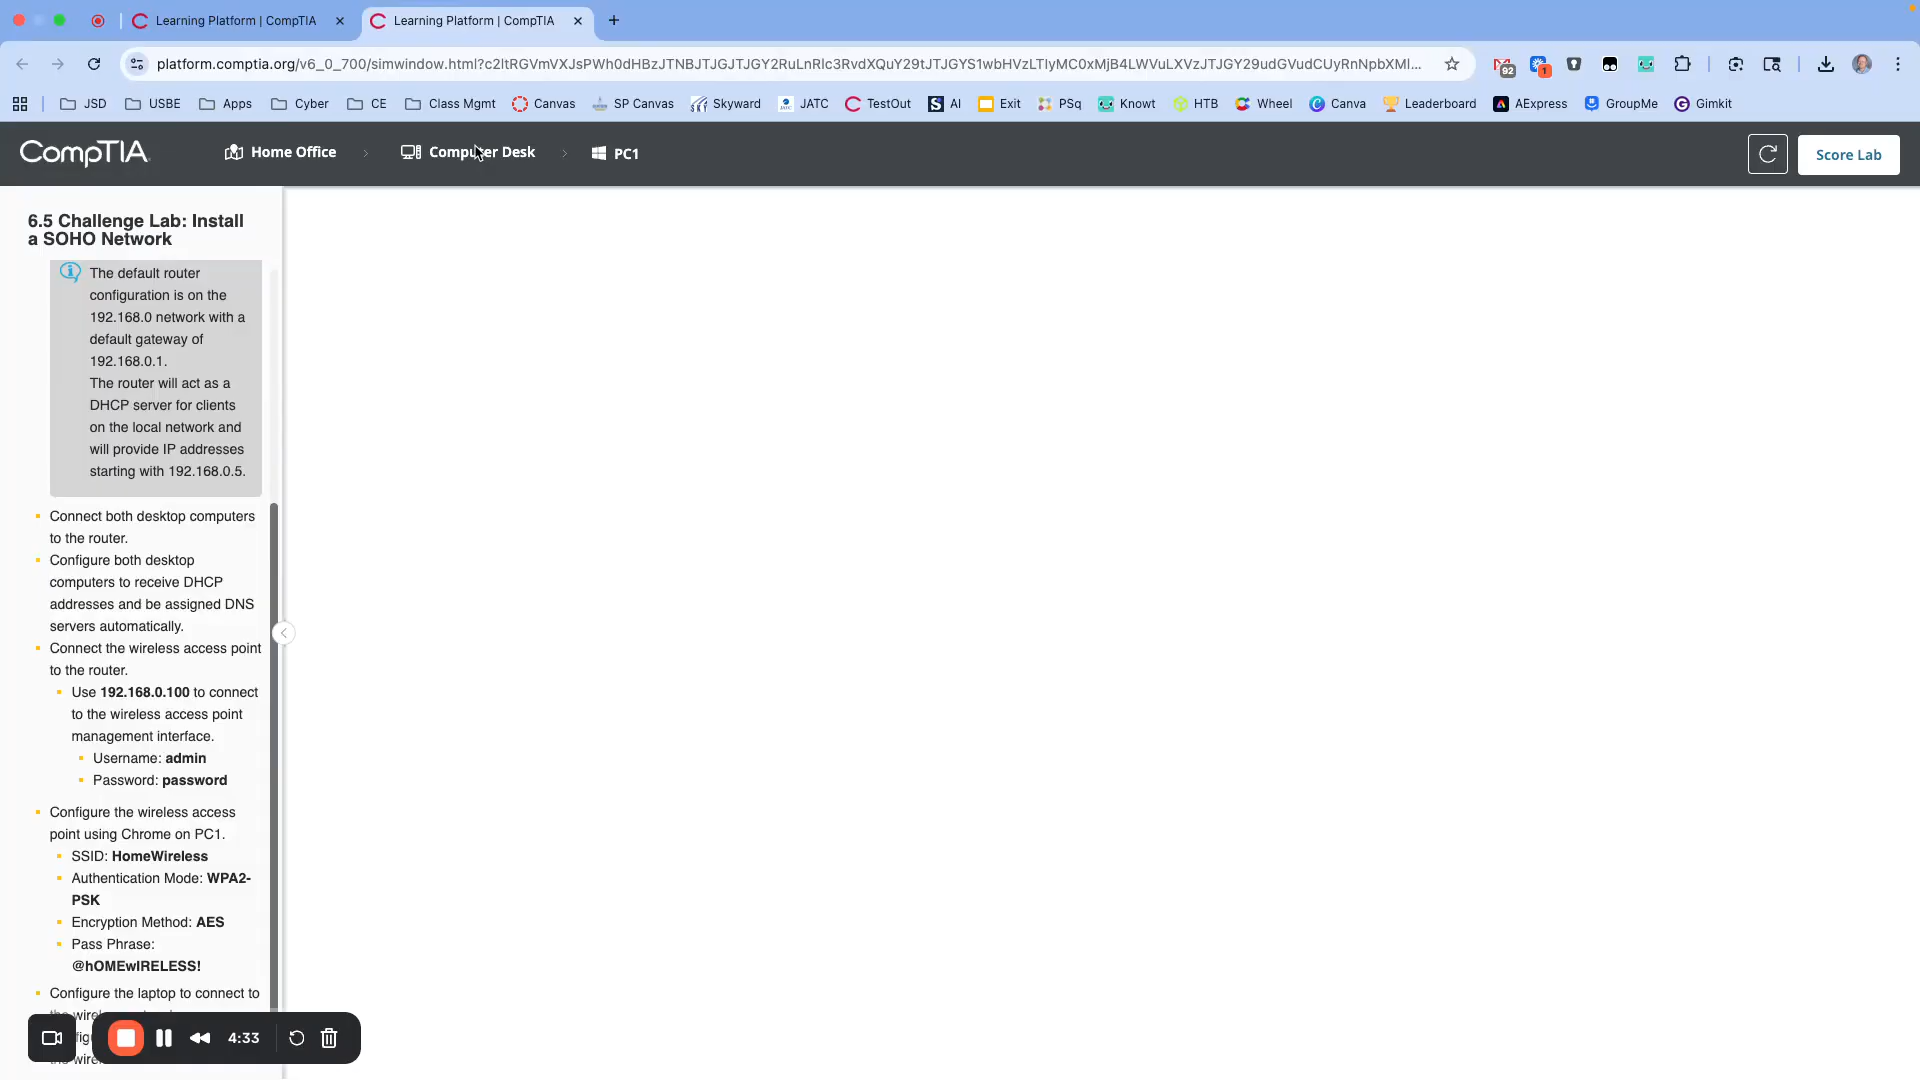 Learning Platform | CompTIA
Learning Platform | CompTIA
platform.comptia.org/v6_0_700/simwindow.html?c2ltRGVmVXJsPWh0dHBzJTNBJTJGJTJGY2RuLnRlc3RvdXQuY29tJTJGYS1wbHVzLTIyMC0xMjB4LWVuLXVzJTJGY29udGVudCUyRnNpbXMl...
92
1
JSD
USBE
Apps
Cyber
CE
Class Mgmt
Canvas
SP Canvas
Skyward
JATC
TestOut
AI
Exit
PSq
Knowt
HTB
Wheel
Canva
Leaderboard
AExpress
GroupMe
Gimkit
CompTIA
Home Office
Computer Desk
PC1
Score Lab
6.5 Challenge Lab: Install
a SOHO Network
The default router
configuration is on the
192.168.0 network with a
default gateway of
192.168.0.1.
The router will act as a
DHCP server for clients
on the local network and
will provide IP addresses
starting with 192.168.0.5.
Connect both desktop computers
to the router.
Configure both desktop
computers to receive DHCP
addresses and be assigned DNS
servers automatically.
Connect the wireless access point
to the router.
Use 192.168.0.100 to connect
to the wireless access point
management interface.
Username: admin
Password: password
Configure the wireless access
point using Chrome on PC1.
SSID: HomeWireless
Authentication Mode: WPA2-
PSK
Encryption Method: AES
Pass Phrase:
@hOMEwIRELESS!
Configure the laptop to connect to
4:33